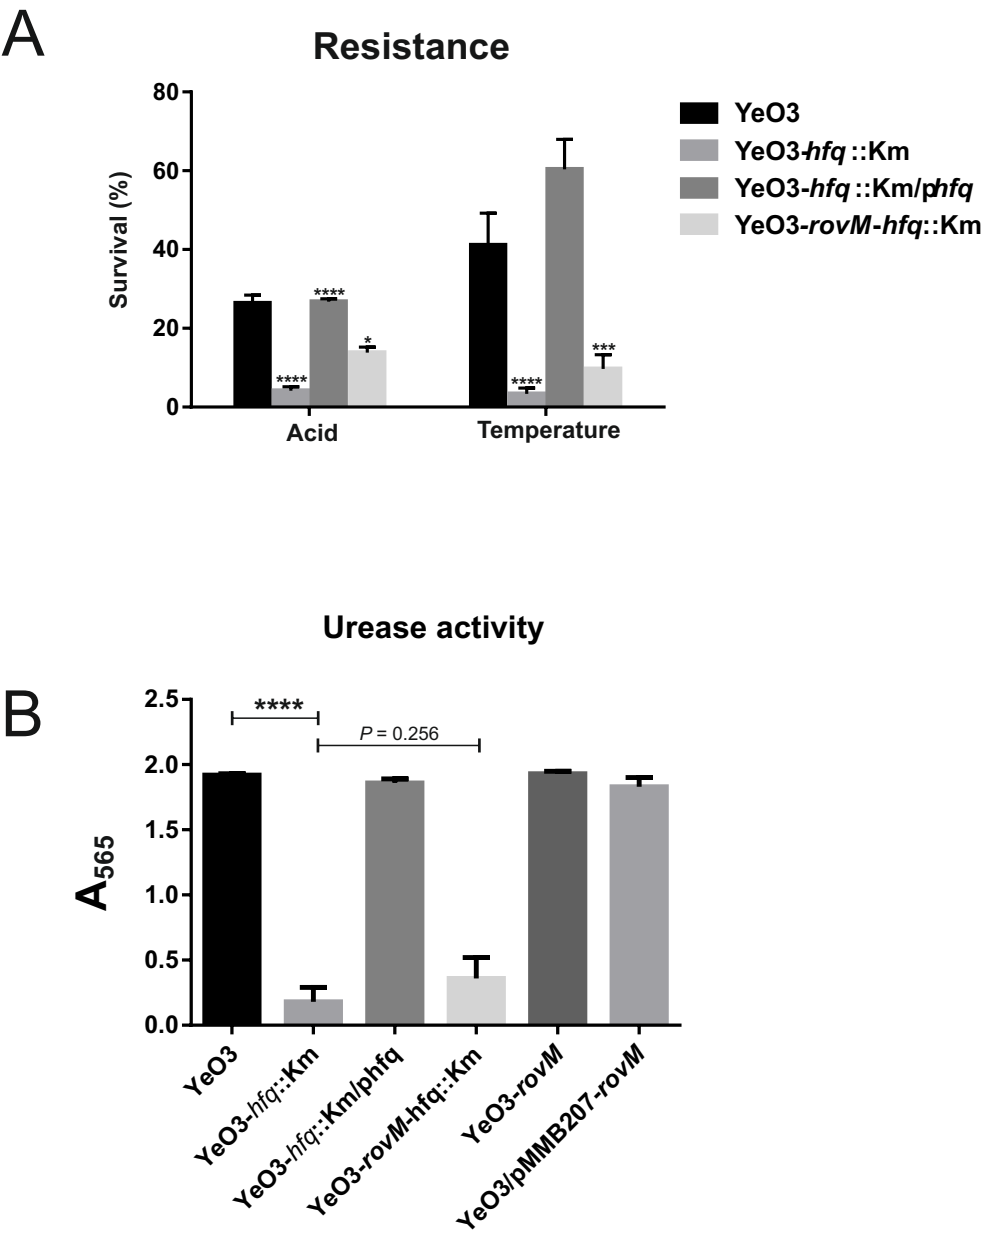 A
Resistance
Survival (%)
80
60
40
20
0
****
****
*
****
***
Acid
Temperature
YeO3
YeO3-hfq ::Km
YeO3-hfq ::Km/phfq
YeO3-rovM-hfq::Km
B
Urease activity
A565
2.5
2.0
1.5
1.0
0.5
0.0
****
P = 0.256
YeO3
YeO3-hfq::Km
YeO3-hfq::Km/phfq
YeO3-rovM-hfq::Km
YeO3-rovM
YeO3/pMMB207-rovM